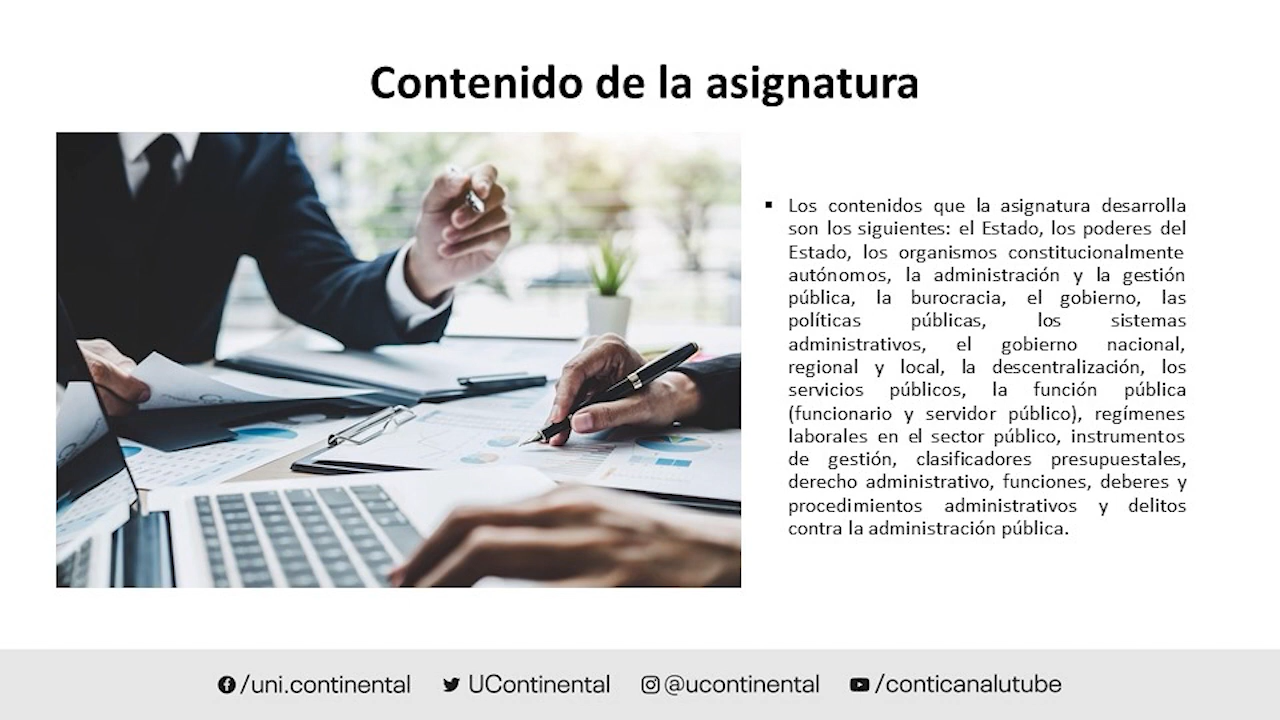 Contenido de la asignatura
▪ Los contenidos que la asignatura desarrolla
son los siguientes: el Estado, los poderes del
Estado, los organismos constitucionalmente
autónomos, la administración y la gestión
pública, la burocracia, el gobierno, las
políticas públicas, los sistemas
administrativos, el gobierno nacional,
regional y local, la descentralización, los
servicios públicos, la función pública
(funcionario y servidor público), regímenes
laborales en el sector público, instrumentos
de gestión, clasificadores presupuestales,
derecho administrativo, funciones, deberes y
procedimientos administrativos y delitos
contra la administración pública.
/uni.continental UContinental @ucontinental /conticanalutube